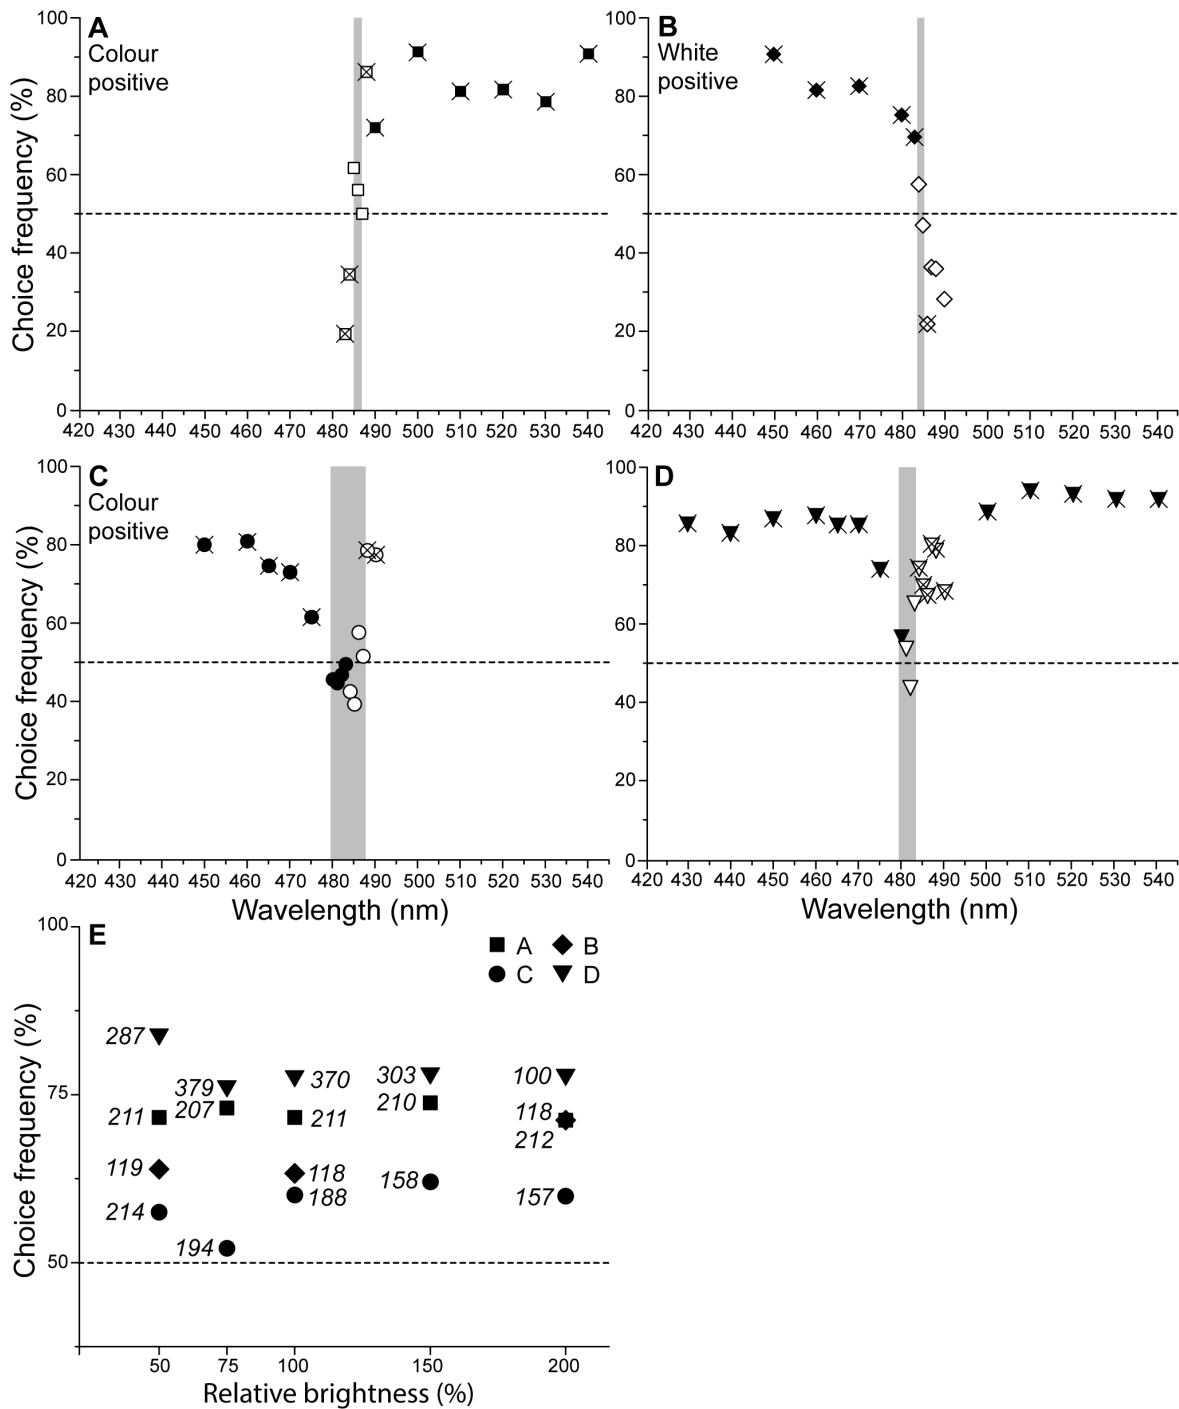 A
Colour
positive
Choice frequency (%)
100
80
60
40
20
0
420 430 440 450 460 470 480 490 500 510 520 530 540
B
White
positive
100
80
60
40
20
0
420 430 440 450 460 470 480 490 500 510 520 530 540
C
Colour
positive
Choice frequency (%)
100
80
60
40
20
0
420 430 440 450 460 470 480 490 500 510 520 530 540
Wavelength (nm)
D
100
80
60
40
20
0
420 430 440 450 460 470 480 490 500 510 520 530 540
Wavelength (nm)
E
Choice frequency (%)
100
75
50
A B
C D
287
379
370
303
100
211
207
211
210
118
212
119
118
214
194
188
158
157
50 75 100 150 200
Relative brightness (%)